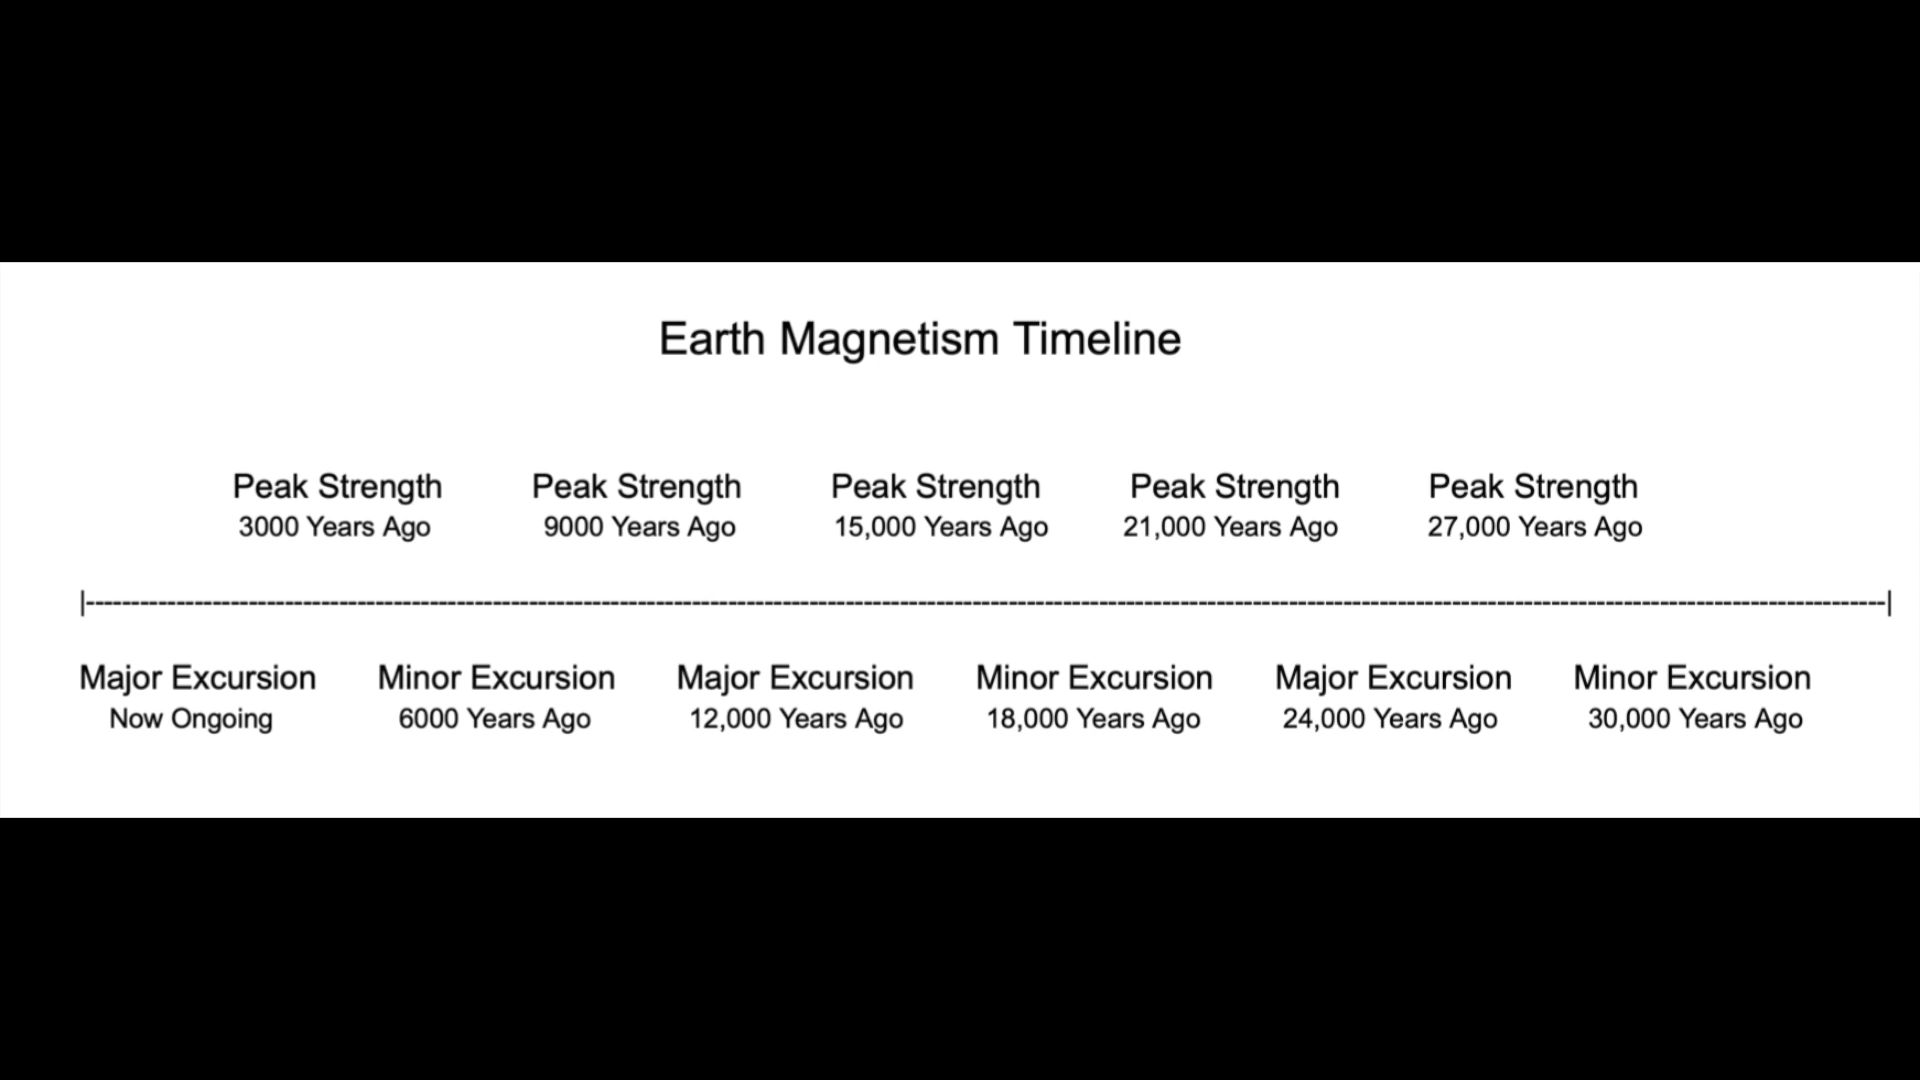 Earth Magnetism Timeline
Peak Strength Peak Strength Peak Strength Peak Strength Peak Strength
3000 Years Ago 9000 Years Ago 15,000 Years Ago 21,000 Years Ago 27,000 Years Ago
Major Excursion Minor Excursion Major Excursion Minor Excursion Major Excursion Minor Excursion
Now Ongoing 6000 Years Ago 12,000 Years Ago 18,000 Years Ago 24,000 Years Ago 30,000 Years Ago